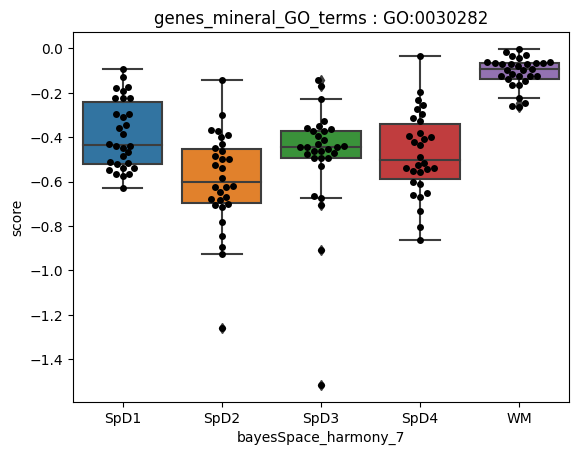 genes_mineral_GO_terms : GO:0030282
0.0
−0.2
−0.4
−0.6
−0.8
−1.0
−1.2
−1.4
score
SpD1 SpD2 SpD3 SpD4 WM
bayesSpace_harmony_7